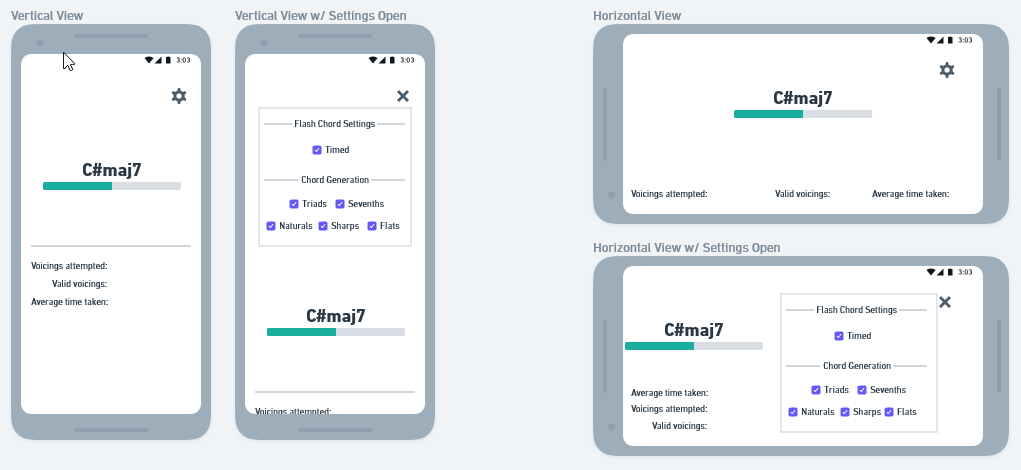 Vertical View
3:03
C#maj7
Voicings attempted:
Valid voicings:
Average time taken:
Vertical View w/ Settings Open
3:03
Flash Chord Settings
Timed
Chord Generation
Triads Sevenths
Naturals Sharps Flats
C#maj7
Voicings attempted:
Horizontal View
3:03
C#maj7
Voicings attempted: Valid voicings: Average time taken:
Horizontal View w/ Settings Open
3:03
C#maj7
Average time taken:
Voicings attempted:
Valid voicings:
Flash Chord Settings
Timed
Chord Generation
Triads Sevenths
Naturals Sharps Flats